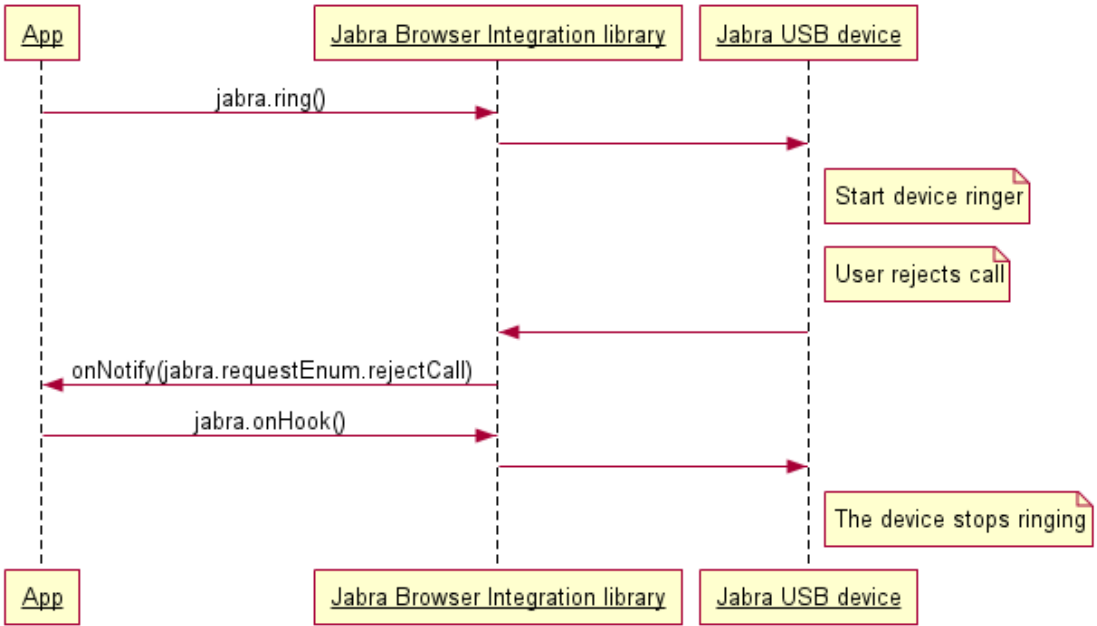 App
Jabra Browser Integration library
Jabra USB device
jabra.ring()
Start device ringer
User rejects call
onNotify(jabra.requestEnum.rejectCall)
jabra.onHook()
The device stops ringing
App
Jabra Browser Integration library
Jabra USB device